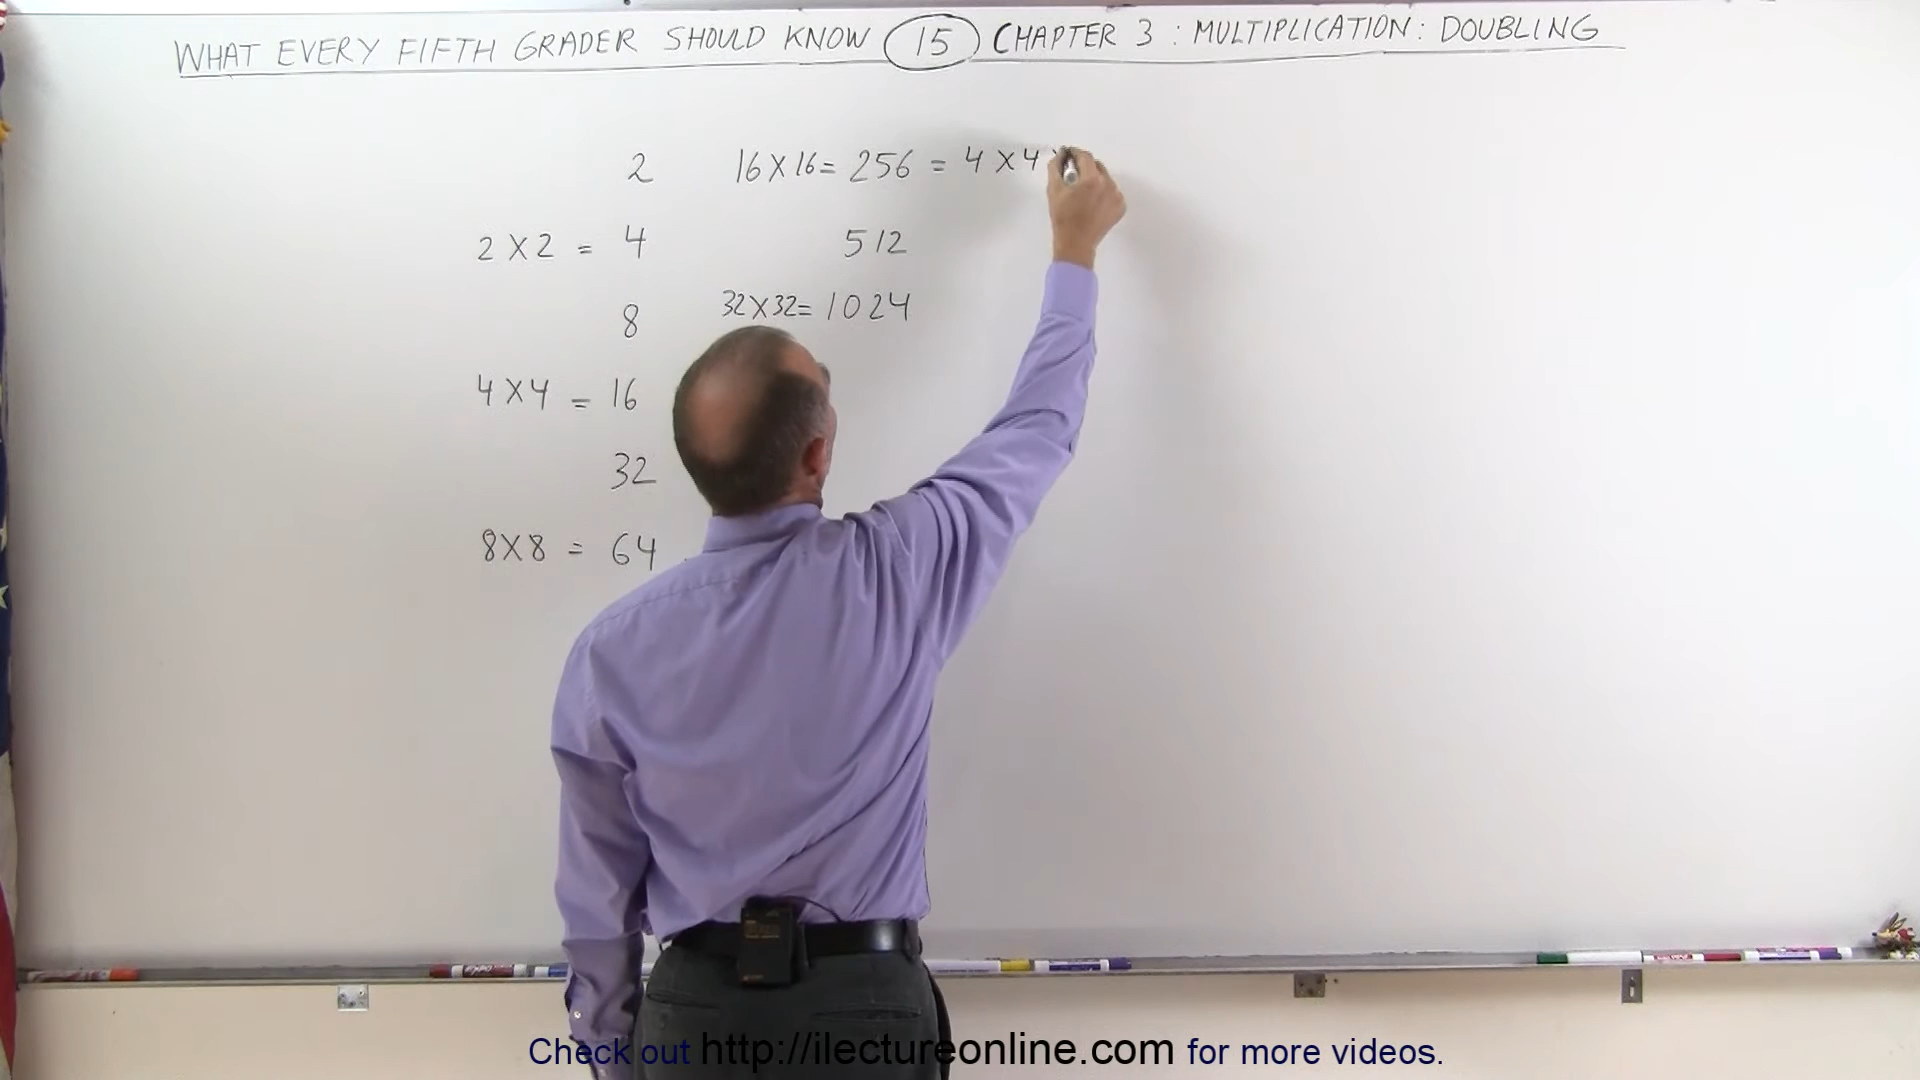 WHAT EVERY FIFTH GRADER SHOULD KNOW 15 CHAPTER 3 : MULTIPLICATION : DOUBLING
2
2 X 2 = 4
8
4 X 4 = 16
32
8 X 8 = 64
16 X 16 = 256 = 4 X 4
512
32 X 32 = 1024
Check out http://ilectureonline.com for more videos.